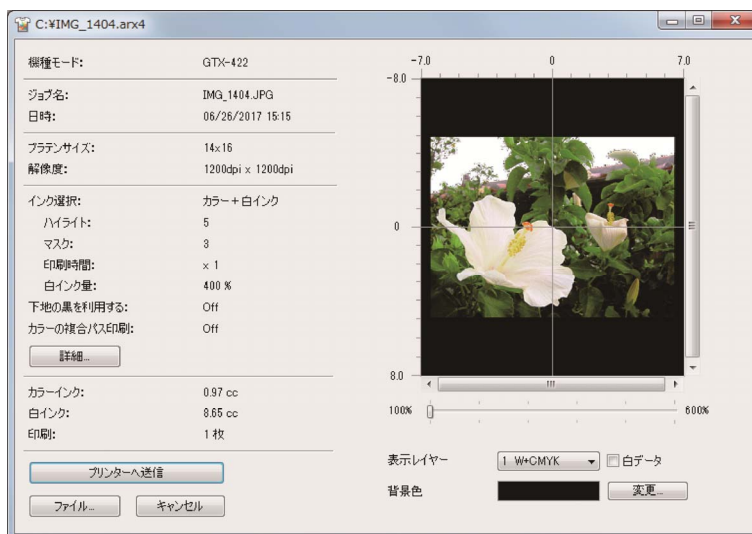 C:¥IMG_1404.arx4
機種モード: GTX-422
ジョブ名: IMG_1404.JPG
日時: 06/26/2017 15:15
プラテンサイズ: 14x16
解像度: 1200dpi x 1200dpi
インク選択: カラー+白インク
ハイライト: 5
マスク: 3
印刷時間: x 1
白インク量: 400 %
下地の黒を利用する: Off
カラーの複合パス印刷: Off
詳細...
カラーインク: 0.97 cc
白インク: 8.65 cc
印刷: 1 枚
プリンターへ送信
ファイル... キャンセル
-7.0 0 7.0
-8.0
0
8.0
100% 600%
表示レイヤー 1 W+CMYK 白データ
背景色 変更...